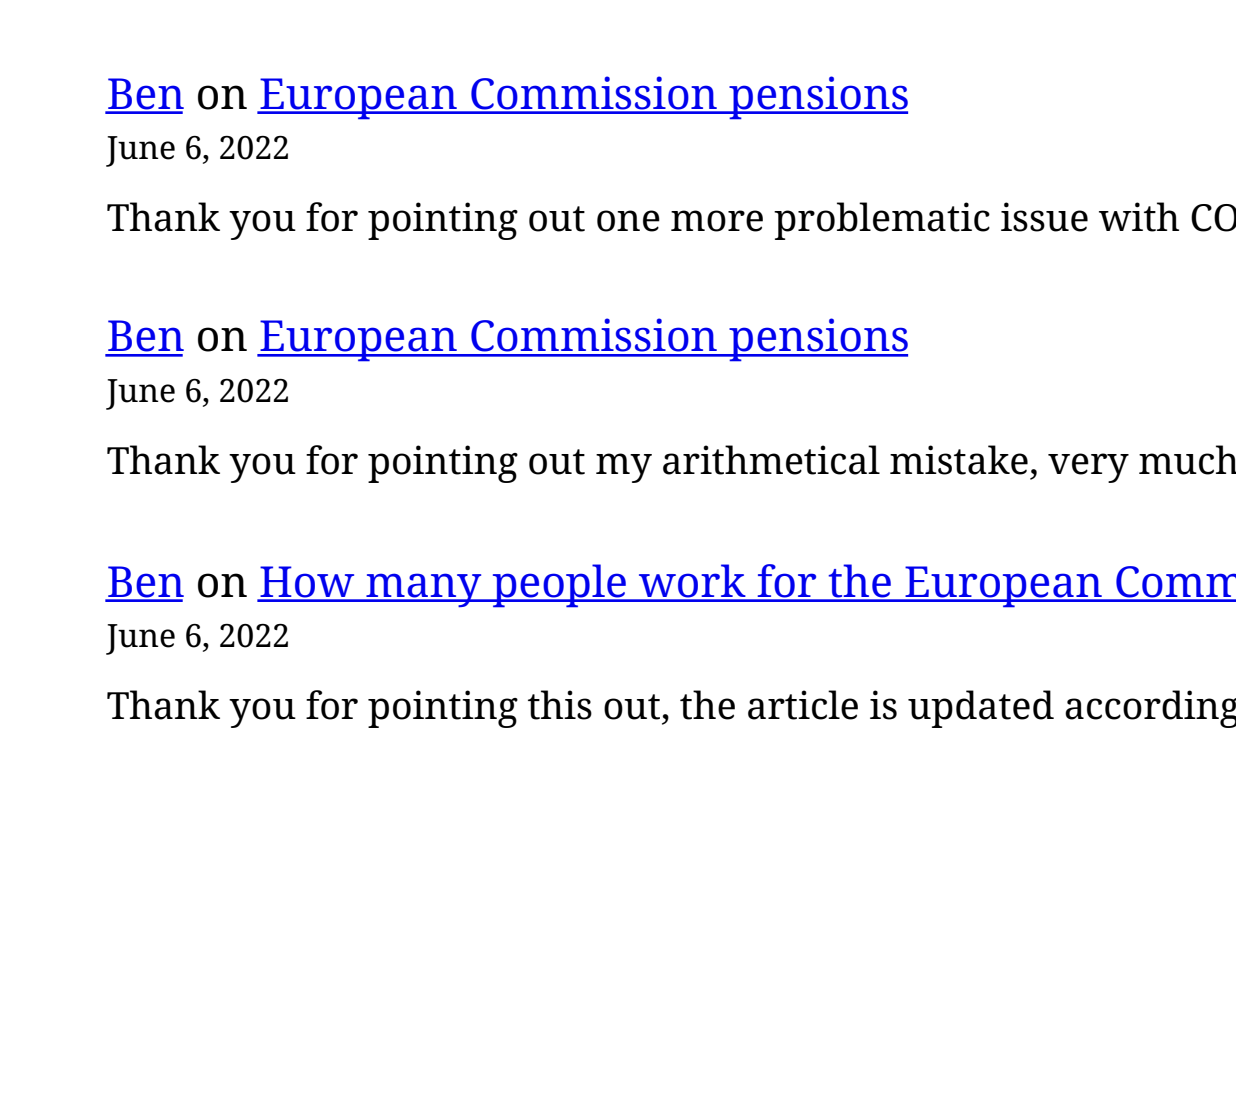 Ben on European Commission pensions
June 6, 2022
Thank you for pointing out one more problematic issue with CO
Ben on European Commission pensions
June 6, 2022
Thank you for pointing out my arithmetical mistake, very much
Ben on How many people work for the European Comm
June 6, 2022
Thank you for pointing this out, the article is updated according